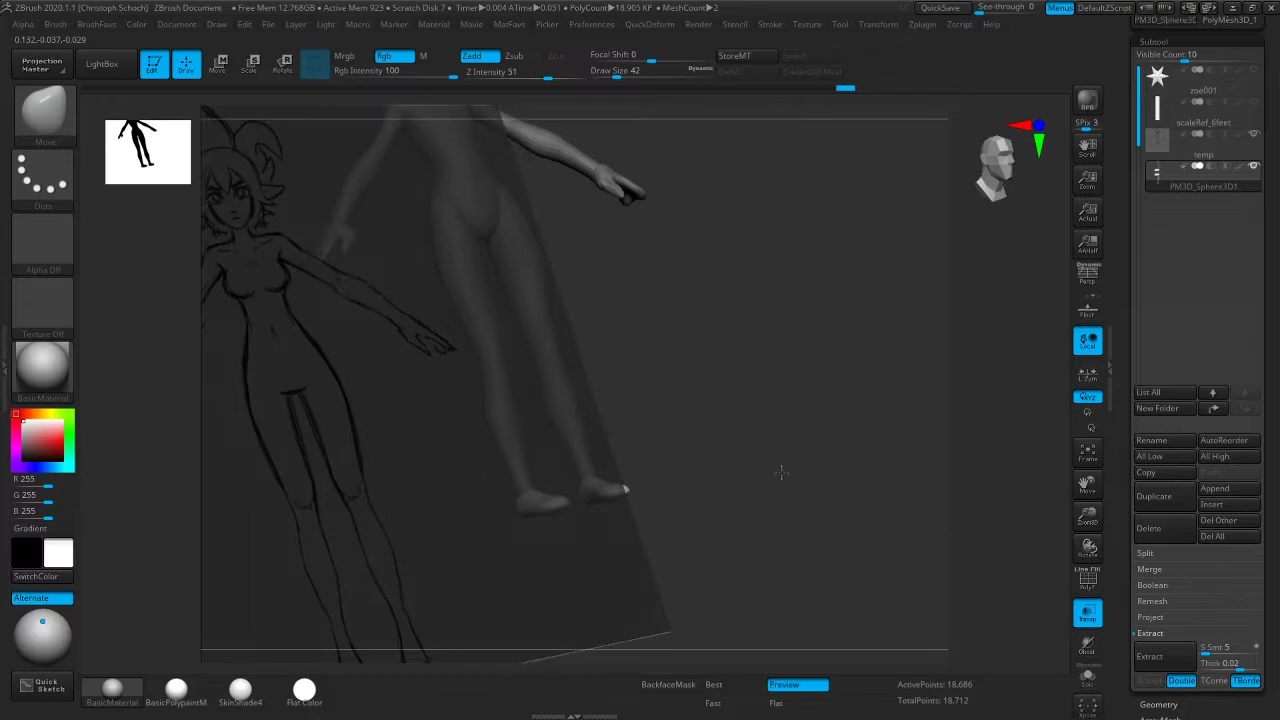 ZBrush 2020.1.1 [Christoph Schoch] ZBrush Document • Free Mem 12.768GB • Active Mem 923 • Scratch Disk 7 • Timer▶0.004 ATime▶0.051 • PolyCount▶18.905 KP • MeshCount▶2
AC QuickSave See-through 0 Menus DefaultZScript
Alpha Brush BrushFavs Color Document Draw Edit File Layer Light Macro Marker Material MatFavs Movie Picker Preferences QuickDeform Render Stencil Stroke Texture Tool Transform Zplugin Zscript Help
0.132,-0.037,-0.029
Projection Master
LightBox
Edit
Draw
Move
Scale
Rotate
Mrgb
Rgb
M
Rgb Intensity 100
Zadd
Zsub
Zcut
Z Intensity 51
Focal Shift 0
Draw Size 42
Dynamic
StoreMT
Switch
Move
Dots
Alpha Off
Texture Off
BasicMaterial
R 255
G 255
B 255
Gradient
SwitchColor
Alternate
Quick Sketch
BasicMaterial
BasicPolypaintM
SkinShade4
Flat Color
BackfaceMask
Best
Fast
Preview
Flat
ActivePoints: 18,686
TotalPoints: 18,712
BPR
SPix 3
Scroll
Zoom
Actual
AAHalf
Dynamic
Persp
Floor
Local
L.Sym
Frame
Move
Zoom3D
Rotate
Line Fill
PolyF
Transp
Ghost
Dynamic
Solo
Xpose
PM3D_Sphere3D
PolyMesh3D_1
Subtool
Visible Count 10
zoe001
scaleRef_6feet
temp
PM3D_Sphere3D1
List All
New Folder
Rename
AutoReorder
All Low
All High
Copy
Duplicate
Append
Insert
Delete
Del Other
Del All
Split
Merge
Boolean
Remesh
Project
Extract
Extract
S Smt 5
Thick 0.02
Accept
Double
TCorne
TBorde
Geometry